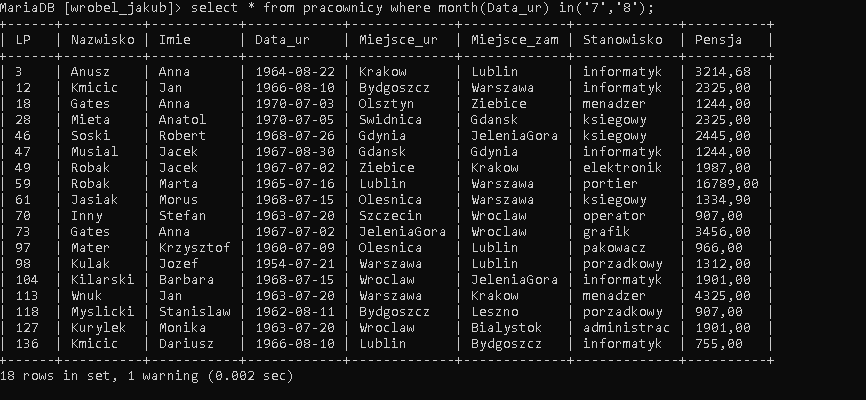 MariaDB [wrobel_jakub]> select * from pracownicy where month(Data_ur) in('7','8');
+-----+-----------+-----------+------------+-------------+-------------+-------------+----------+
| LP  | Nazwisko  | Imie      | Data_ur    | Miejsce_ur  | Miejsce_zam | Stanowisko  | Pensja   |
+-----+-----------+-----------+------------+-------------+-------------+-------------+----------+
| 3   | Anusz     | Anna      | 1964-08-22 | Krakow      | Lublin      | informatyk  | 3214,68  |
| 12  | Kmicic    | Jan       | 1966-08-10 | Bydgoszcz   | Warszawa    | informatyk  | 2325,00  |
| 18  | Gates     | Anna      | 1970-07-03 | Olsztyn     | Ziebice     | menadzer    | 1244,00  |
| 28  | Mieta     | Anatol    | 1970-07-05 | Swidnica    | Gdansk      | ksiegowy    | 2325,00  |
| 46  | Soski     | Robert    | 1968-07-26 | Gdynia      | JeleniaGora | ksiegowy    | 2445,00  |
| 47  | Musial    | Jacek     | 1967-08-30 | Gdansk      | Gdynia      | informatyk  | 1244,00  |
| 49  | Robak     | Jacek     | 1967-07-02 | Ziebice     | Krakow      | elektronik  | 1987,00  |
| 59  | Robak     | Marta     | 1965-07-16 | Lublin      | Warszawa    | portier     | 16789,00 |
| 61  | Jasiak    | Morus     | 1968-07-15 | Olesnica    | Warszawa    | ksiegowy    | 1334,90  |
| 70  | Inny      | Stefan    | 1963-07-20 | Szczecin    | Wroclaw     | operator    | 907,00   |
| 73  | Gates     | Anna      | 1967-07-02 | JeleniaGora | Wroclaw     | grafik      | 3456,00  |
| 97  | Mater     | Krzysztof | 1960-07-09 | Olesnica    | Lublin      | pakowacz    | 966,00   |
| 98  | Kulak     | Jozef     | 1954-07-21 | Warszawa    | Lublin      | porzadkowy  | 1312,00  |
| 104 | Kilarski  | Barbara   | 1968-07-15 | Wroclaw     | JeleniaGora | informatyk  | 1901,00  |
| 113 | Wnuk      | Jan       | 1963-07-20 | Warszawa    | Krakow      | menadzer    | 4325,00  |
| 118 | Myslicki  | Stanislaw | 1962-08-11 | Bydgoszcz   | Leszno      | porzadkowy  | 907,00   |
| 127 | Kurylek   | Monika    | 1963-07-20 | Wroclaw     | Bialystok   | administrac | 1901,00  |
| 136 | Kmicic    | Dariusz   | 1966-08-10 | Lublin      | Bydgoszcz   | informatyk  | 755,00   |
+-----+-----------+-----------+------------+-------------+-------------+-------------+----------+
18 rows in set, 1 warning (0.002 sec)